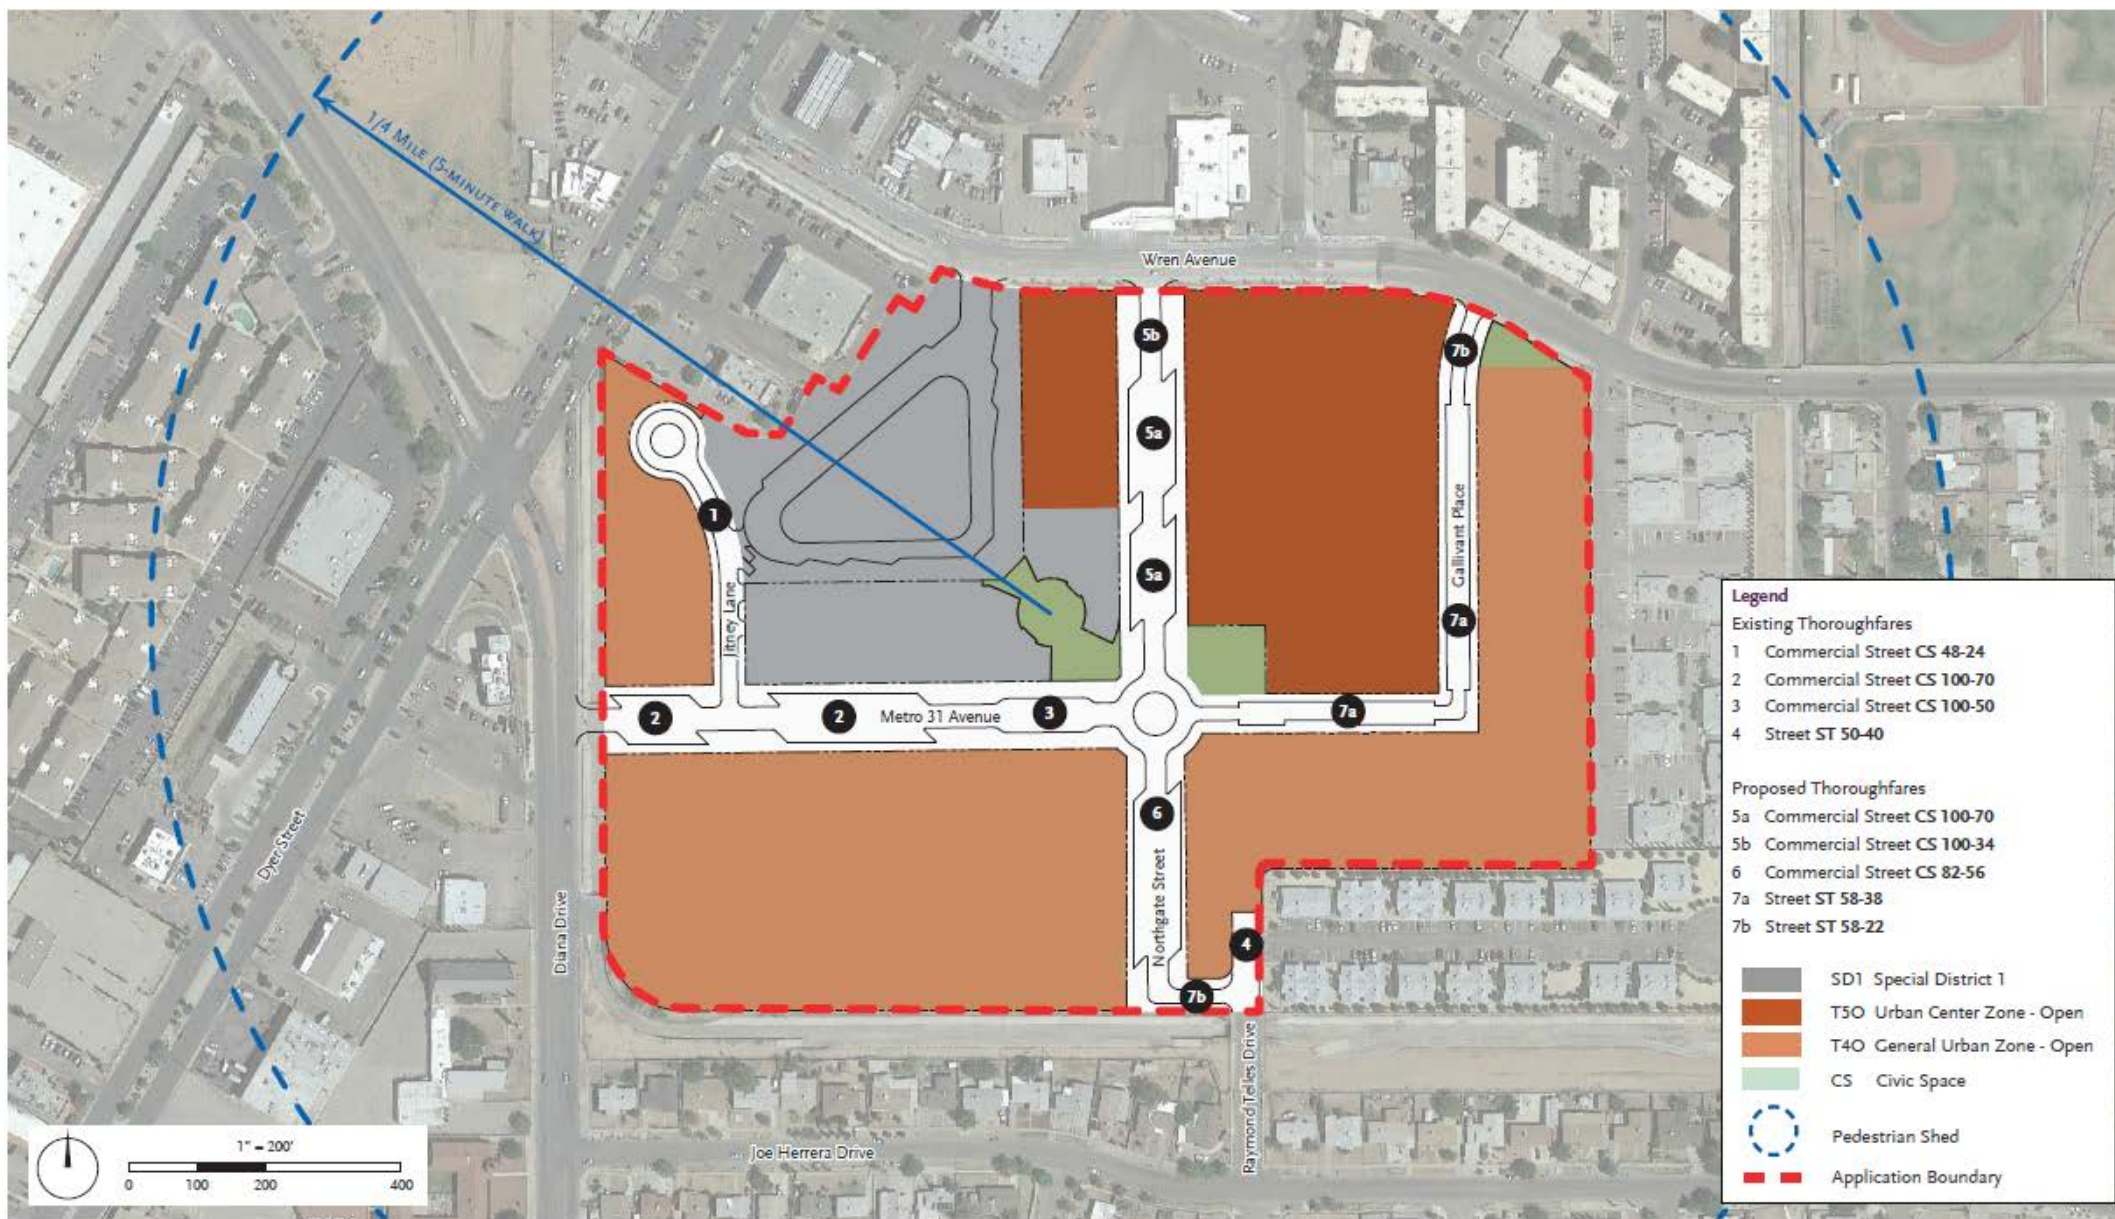 1/4 Mile (5-minute walk)
Wren Avenue
5b
7b
5a
1
Gallivant Place
5a
Jitney Lane
7a
2
2
Metro 31 Avenue
3
7a
6
Dyer Street
Diana Drive
Northgate Street
4
7b
Raymond Telles Drive
Joe Herrera Drive
1" = 200'
0 100 200 400
Legend
Existing Thoroughfares
1 Commercial Street CS 48-24
2 Commercial Street CS 100-70
3 Commercial Street CS 100-50
4 Street ST 50-40
Proposed Thoroughfares
5a Commercial Street CS 100-70
5b Commercial Street CS 100-34
6 Commercial Street CS 82-56
7a Street ST 58-38
7b Street ST 58-22
SD1 Special District 1
T5O Urban Center Zone - Open
T4O General Urban Zone - Open
CS Civic Space
Pedestrian Shed
Application Boundary